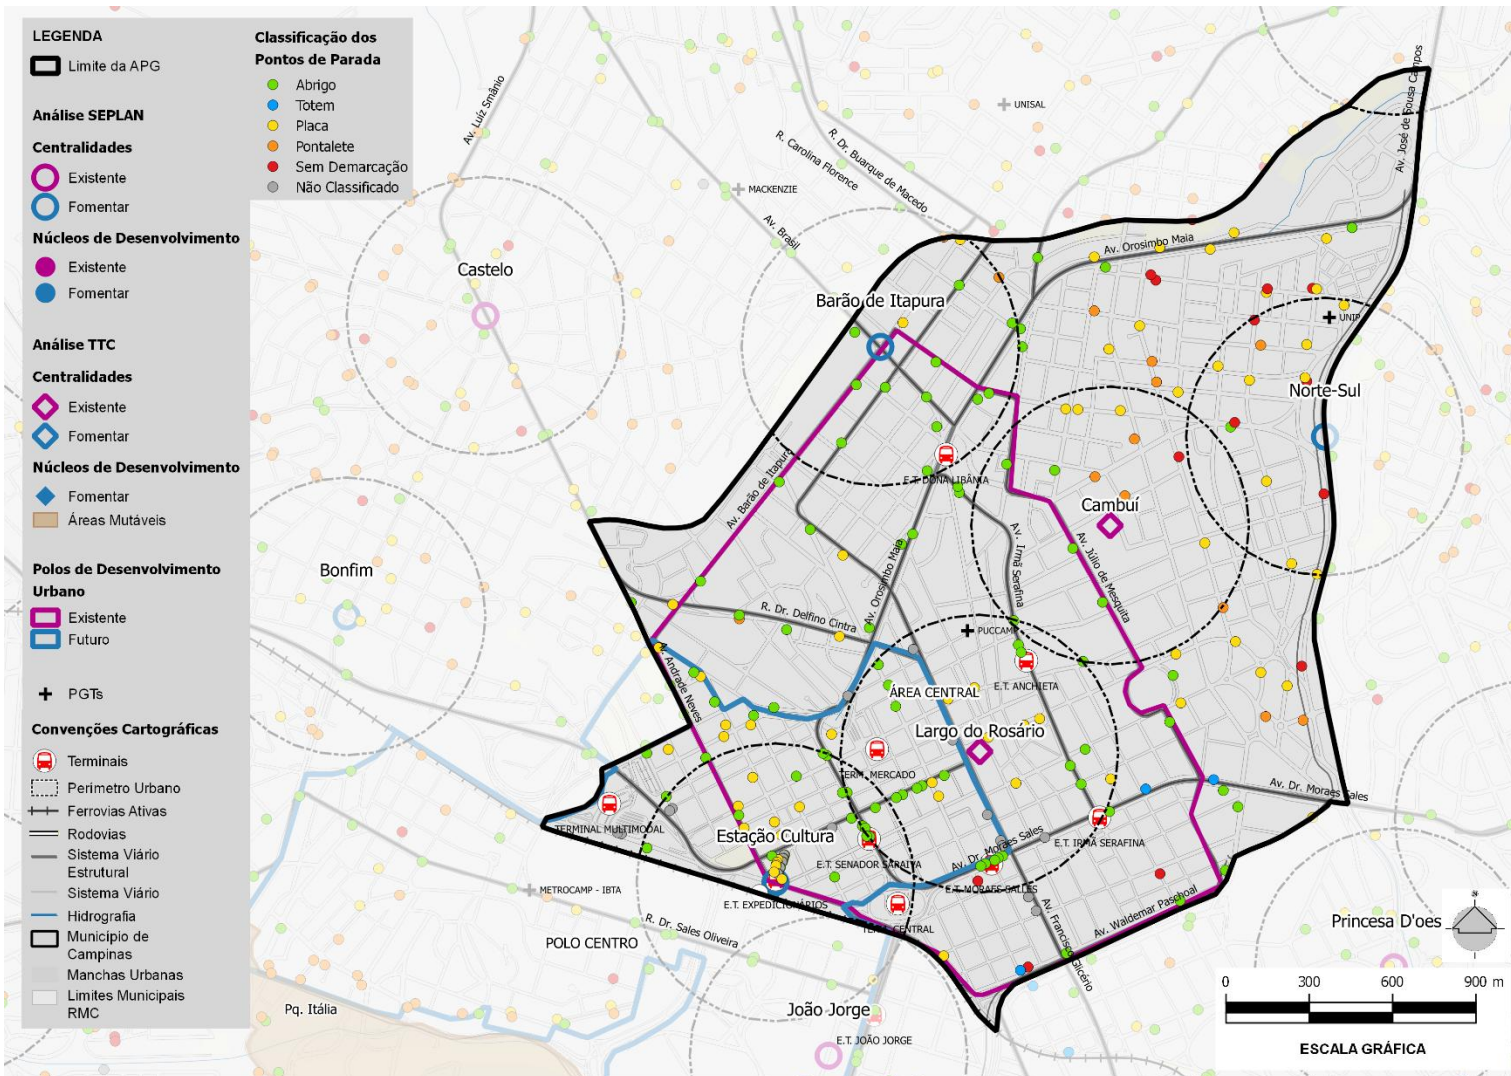 LEGENDA
Limite da APG
Análise SEPLAN
Centralidades
Existente
Fomentar
Núcleos de Desenvolvimento
Existente
Fomentar
Análise TTC
Centralidades
Existente
Fomentar
Núcleos de Desenvolvimento
Fomentar
Áreas Mutáveis
Polos de Desenvolvimento
Urbano
Existente
Futuro
PGTs
Convenções Cartográficas
Terminais
Perimetro Urbano
Ferrovias Ativas
Rodovias
Sistema Viário
Estrutural
Sistema Viário
Hidrografia
Município de
Campinas
Manchas Urbanas
Limites Municipais
RMC
Classificação dos
Pontos de Parada
Abrigo
Totem
Placa
Pontalete
Sem Demarcação
Não Classificado
Av. Luíz Smânio
UNISAL
R. Dr. Buarque de Macedo
R. Carolina Florence
MACKENZIE
Av. Brasil
Av. José de Sousa Campos
Av. Orosimbo Maia
Castelo
Barão de Itapura
UNIP
Norte-Sul
E.T. DONA LIBÂNIA
Av. Barão de Itapura
Cambuí
Av. Irmã Serafina
Av. Júlio de Mesquita
Av. Orosimbo Maia
Bonfim
R. Dr. Delfino Cintra
PUCCAMP
Av. Andrade Neves
E.T. ANCHIETA
ÁREA CENTRAL
Largo do Rosário
TERM. MERCADO
Av. Dr. Moraes Sales
TERMINAL MULTIMODAL
Estação Cultura
E.T. SENADOR SARAIVA
Av. Dr. Moraes Sales
E.T. IRMÃ SERAFINA
E.T. MORAES SALLES
METROCAMP - IBTA
E.T. EXPEDICIONÁRIOS
R. Dr. Sales Oliveira
TERM. CENTRAL
Av. Francisco Glicério
Av. Waldemar Paschoal
POLO CENTRO
Princesa D'oes
N
Pq. Itália
João Jorge
E.T. JOÃO JORGE
0 300 600 900 m
ESCALA GRÁFICA